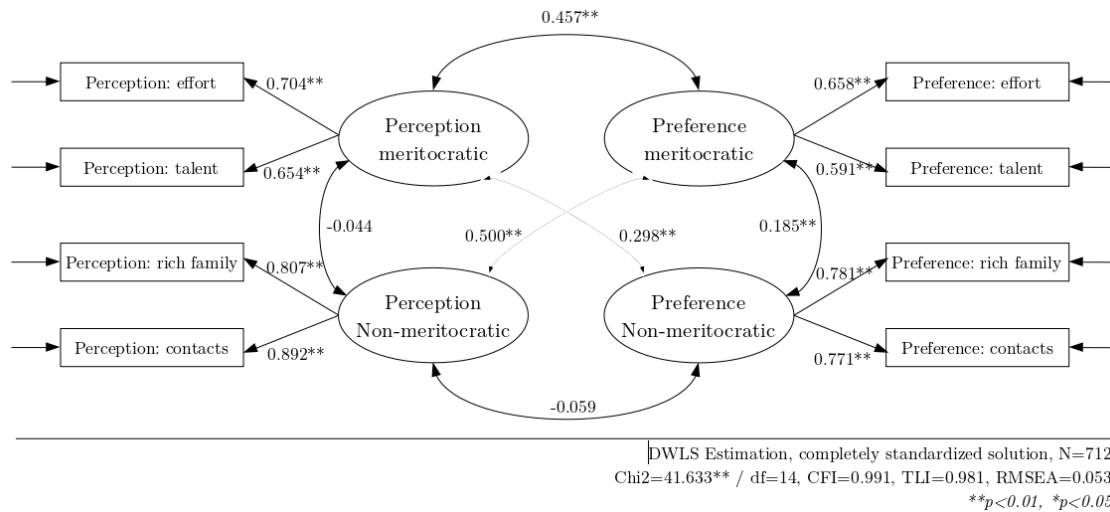 0.457**
Perception: effort
0.704**
Perception
meritocratic
Preference
meritocratic
0.658**
Preference: effort
Perception: talent
0.654**
0.591**
Preference: talent
-0.044
0.500**
0.298**
0.185**
Perception: rich family
0.807**
Perception
Non-meritocratic
Preference
Non-meritocratic
0.781**
Preference: rich family
Perception: contacts
0.892**
0.771**
Preference: contacts
-0.059
DWLS Estimation, completely standardized solution, N=712
Chi2=41.633** / df=14, CFI=0.991, TLI=0.981, RMSEA=0.053
**p<0.01, *p<0.05